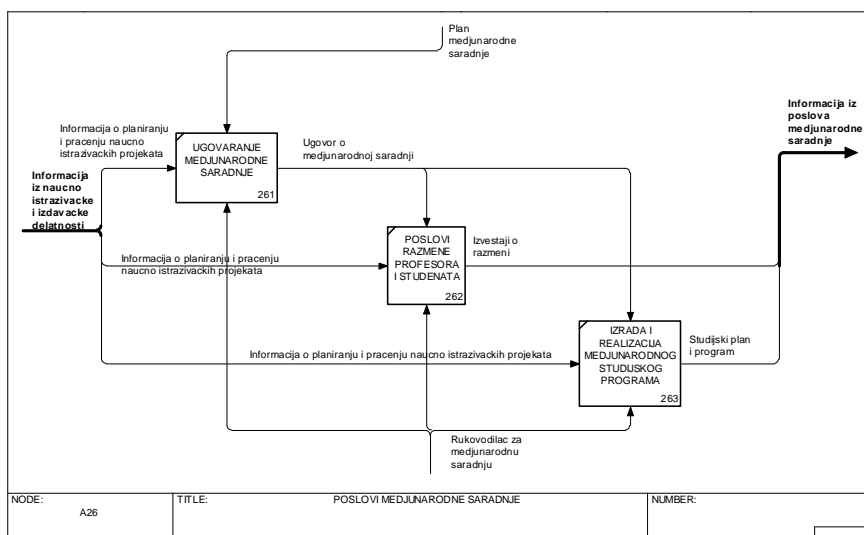 Plan
medjunarodne
saradnje
Informacija o planiranju
i pracenju naucno
istrazivackih projekata
UGOVARANJE
MEDJUNARODNE
SARADNJE
261
Ugovor o
medjunarodnoj saradnji
Informacija iz
poslova
medjunarodne
saradnje
Informacija
iz naucno
istrazivacke
i izdavacke
delatnosti
Informacija o planiranju i pracenju
naucno istrazivackih projekata
POSLOVI
RAZMENE
PROFESORA
I STUDENATA
262
Izvestaji o
razmeni
Informacija o planiranju i pracenju naucno istrazivackih projekata
IZRADA I
REALIZACIJA
MEDJUNARODNOG
STUDIJSKOG
PROGRAMA
263
Studijski plan
i program
Rukovodilac za
medjunarodnu
saradnju
NODE:
A26
TITLE:
POSLOVI MEDJUNARODNE SARADNJE
NUMBER: